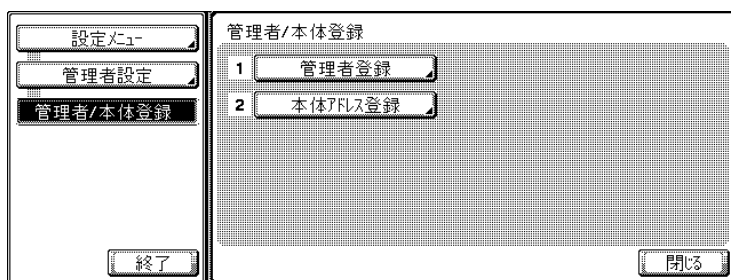 設定ﾒﾆｭｰ
管理者設定
管理者/本体登録
終了
管理者/本体登録
1 管理者登録
2 本体ｱﾄﾞﾚｽ登録
閉じる